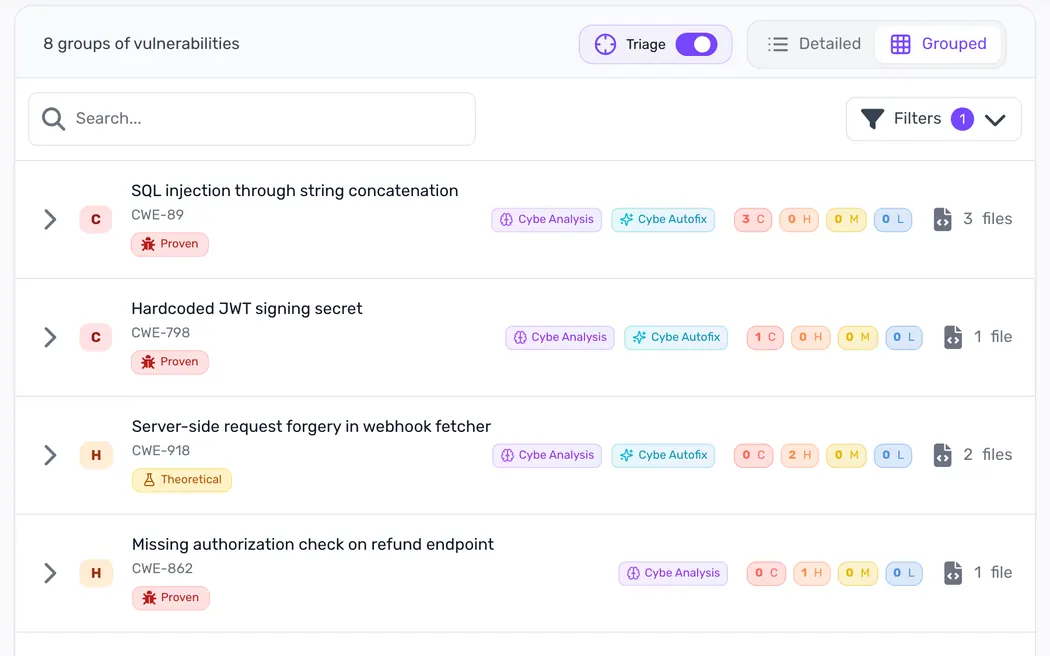 8 groups of vulnerabilities
Triage
Detailed
Grouped
Search...
Filters 1
SQL injection through string concatenation
CWE-89
Proven
Cybe Analysis
Cybe Autofix
3 C
0 H
0 M
0 L
3 files
C
Hardcoded JWT signing secret
CWE-798
Proven
Cybe Analysis
Cybe Autofix
1 C
0 H
0 M
0 L
1 file
C
Server-side request forgery in webhook fetcher
CWE-918
Theoretical
Cybe Analysis
Cybe Autofix
0 C
2 H
0 M
0 L
2 files
H
Missing authorization check on refund endpoint
CWE-862
Proven
Cybe Analysis
0 C
1 H
0 M
0 L
1 file
H